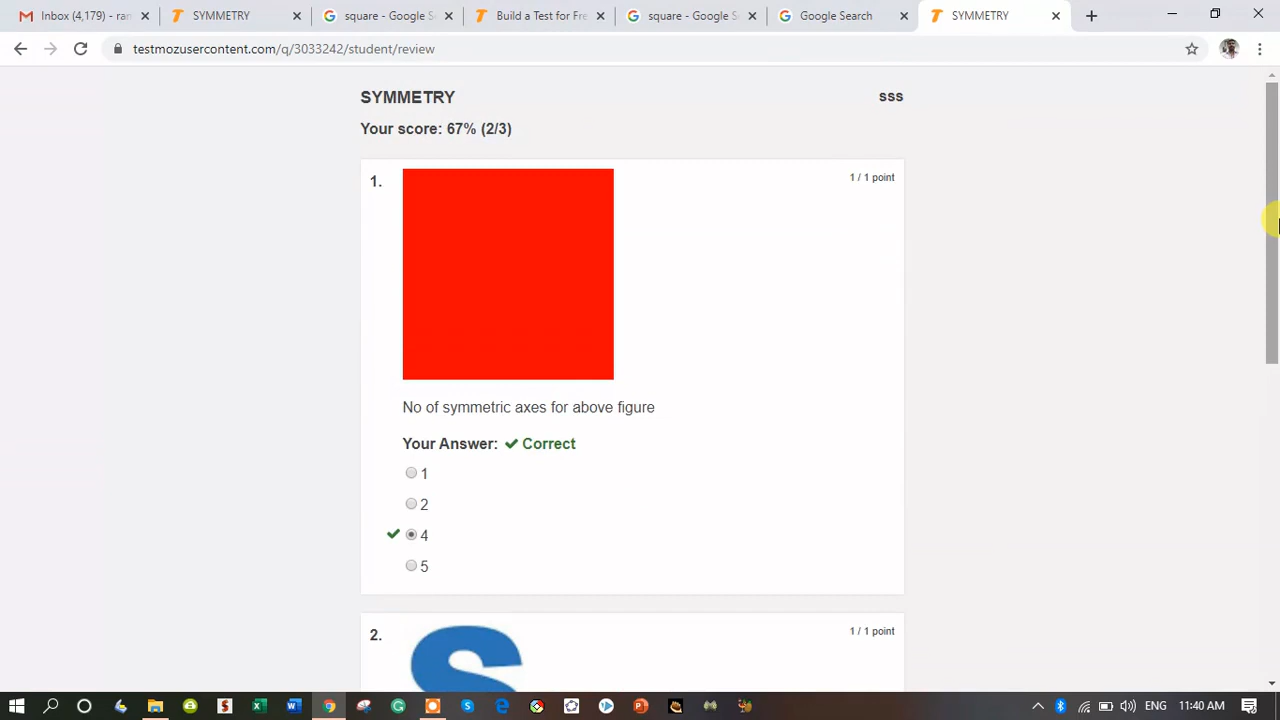 Inbox (4,179) - ran
SYMMETRY
square - Google S
Build a Test for Fre
square - Google S
Google Search
SYMMETRY
testmozusercontent.com/q/3033242/student/review
SYMMETRY
sss
Your score: 67% (2/3)
1.
1 / 1 point
No of symmetric axes for above figure
Your Answer: ✔ Correct
1
2
4
5
2.
1 / 1 point
S
ENG
11:40 AM